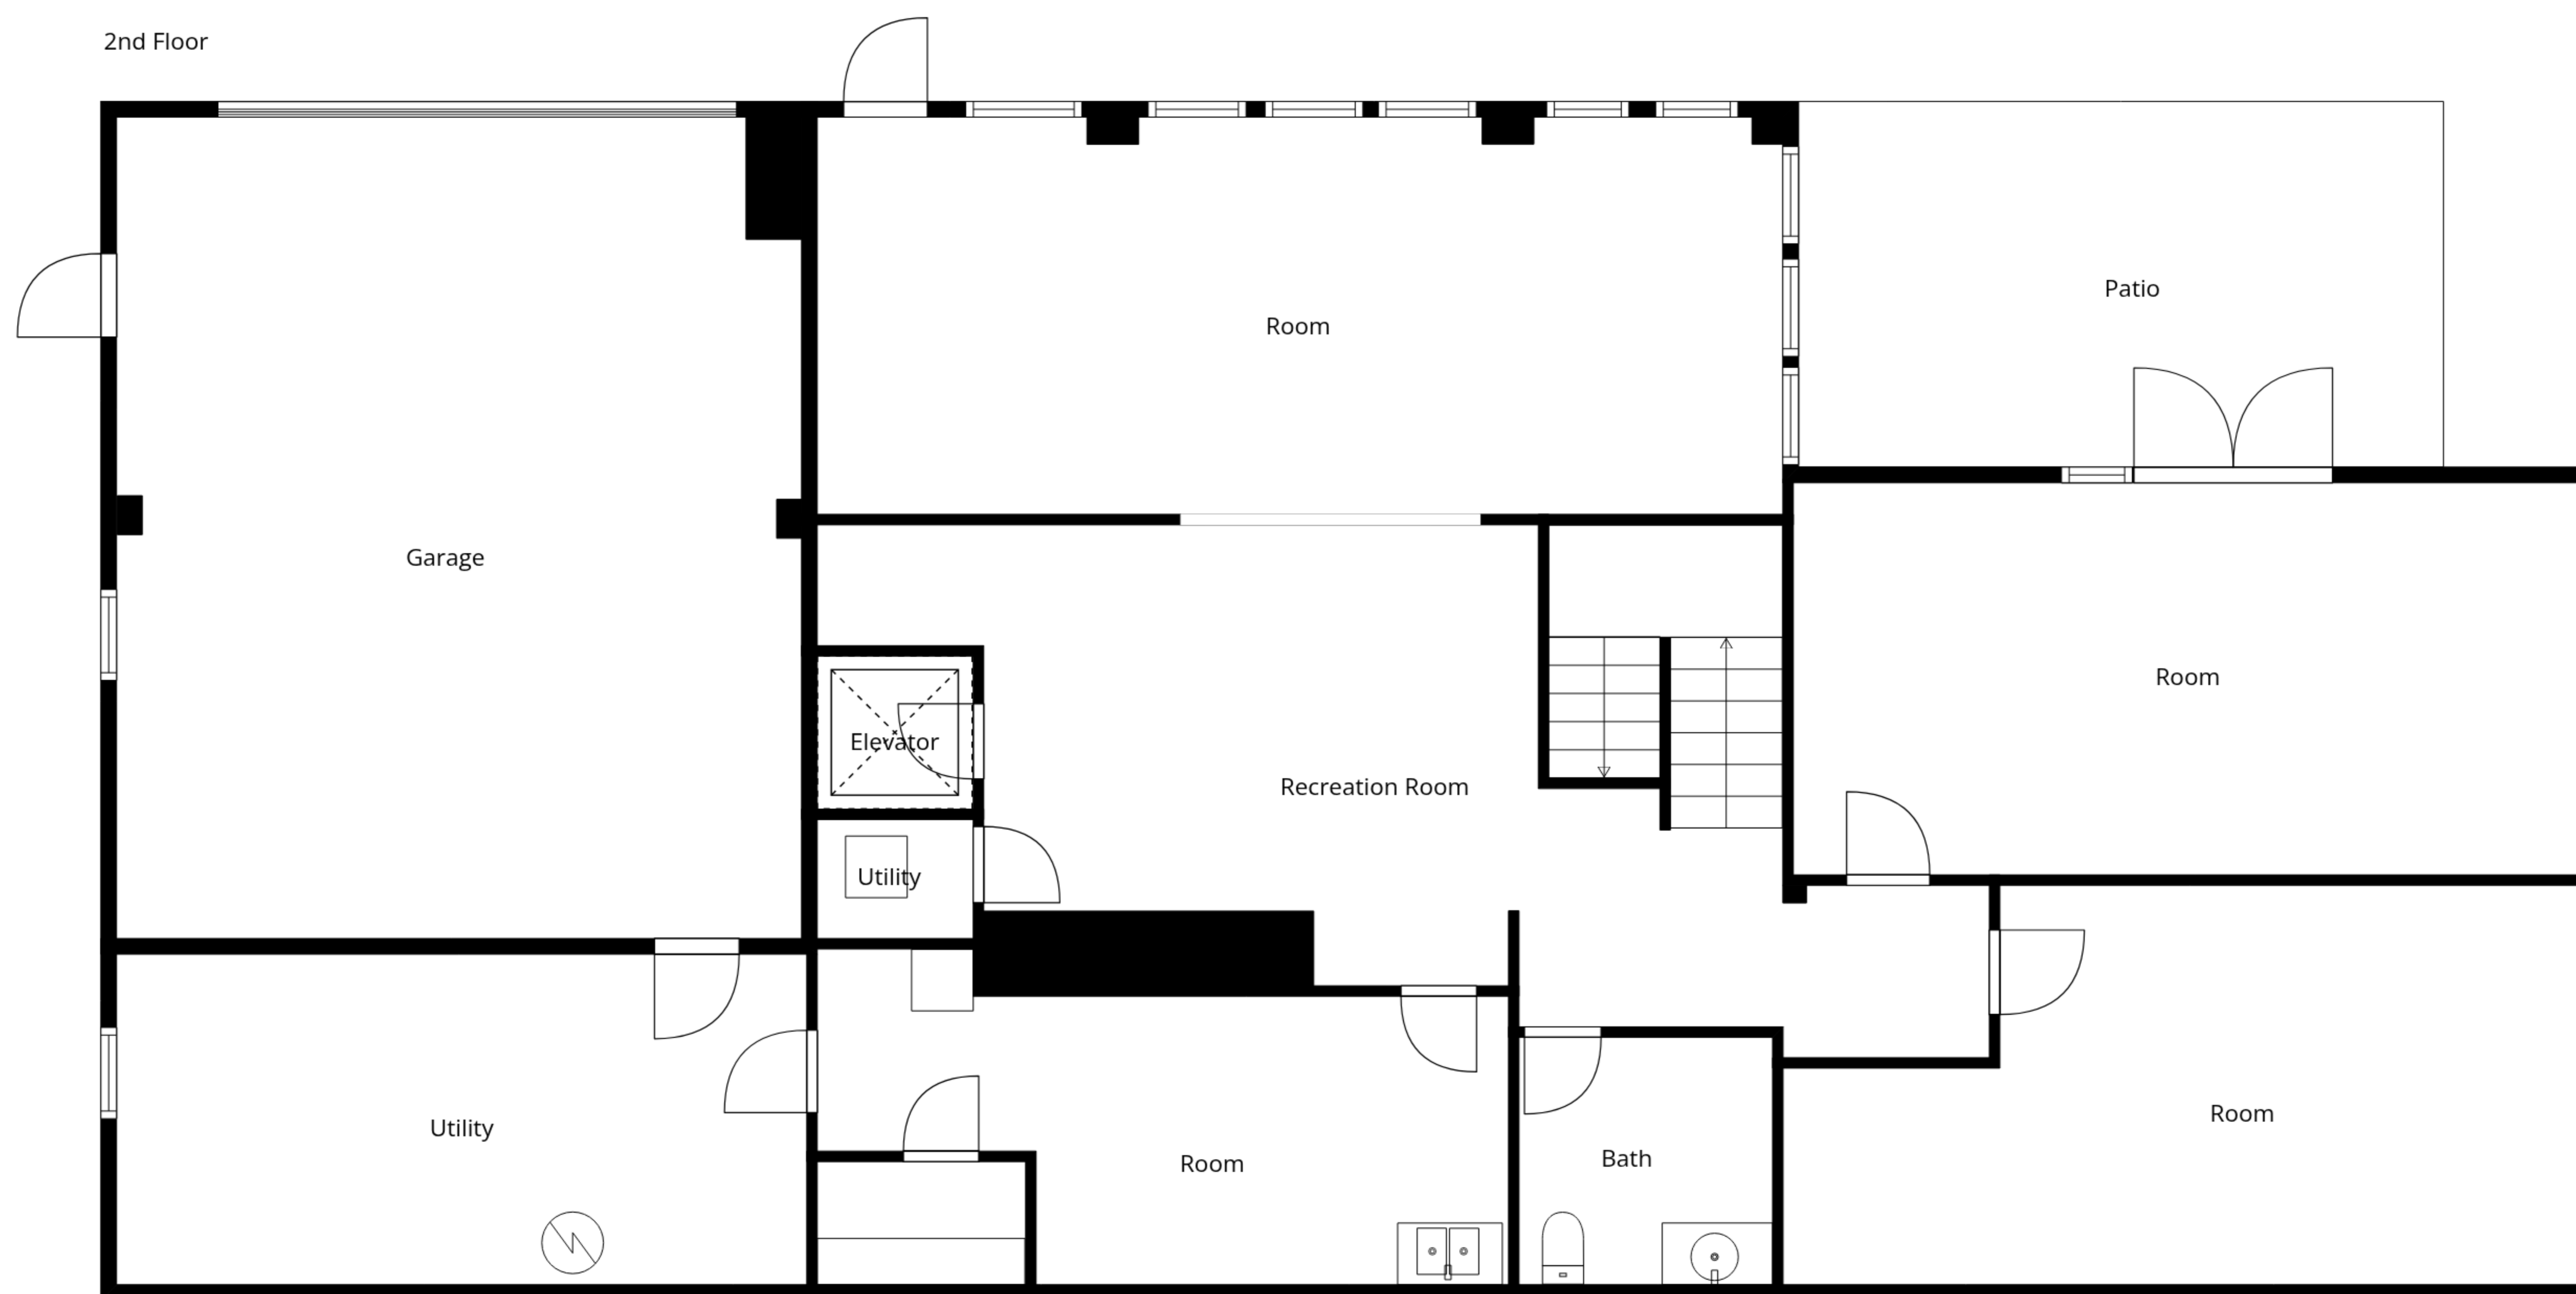 2nd Floor
Patio
Room
Garage
Room
Elevator
Recreation Room
Utility
Utility
Room
Bath
Room